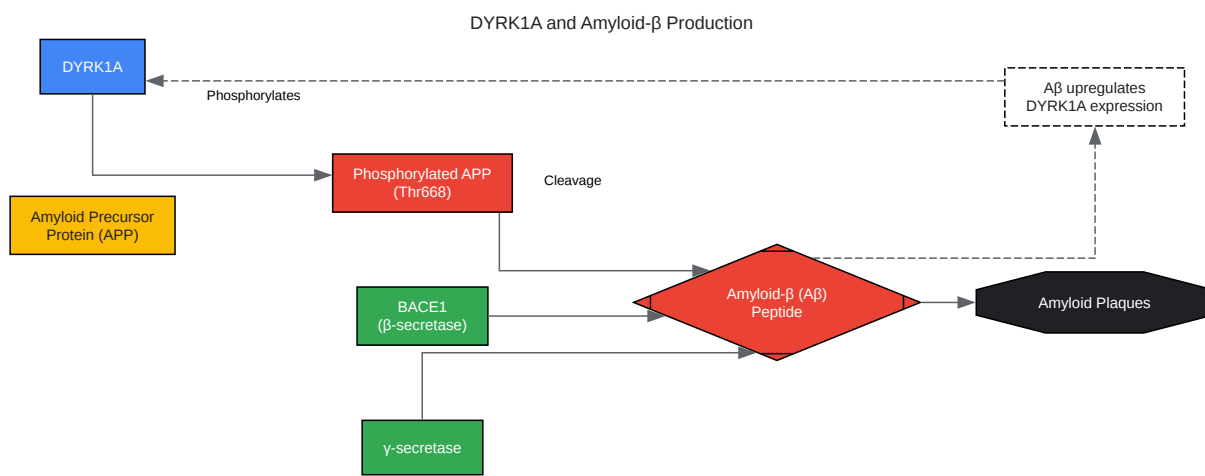 DYRK1A and Amyloid-β Production
DYRK1A
Phosphorylates
Aβ upregulates
DYRK1A expression
Phosphorylated APP
(Thr668)
Cleavage
Amyloid Precursor
Protein (APP)
BACE1
(β-secretase)
Amyloid-β (Aβ)
Peptide
Amyloid Plaques
γ-secretase